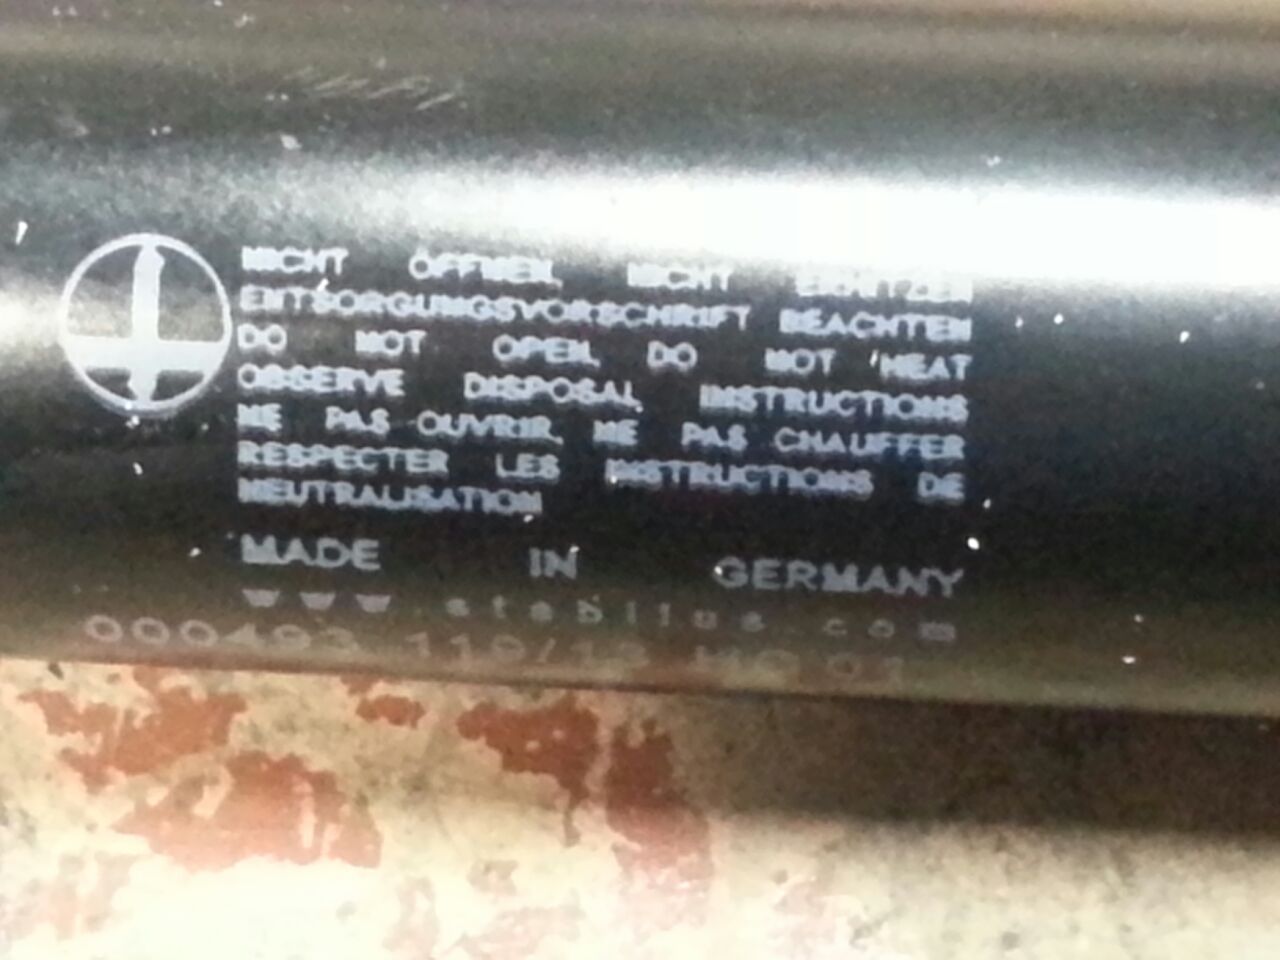 NICHT ÖFFNEN, NICHT ERHITZEN
ENTSORGUNGSVORSCHRIFT BEACHTEN
DO NOT OPEN, DO NOT HEAT
OBSERVE DISPOSAL INSTRUCTIONS
NE PAS OUVRIR, NE PAS CHAUFFER
RESPECTER LES INSTRUCTIONS DE
NEUTRALISATION
MADE IN GERMANY
www.stabilus.com
000493